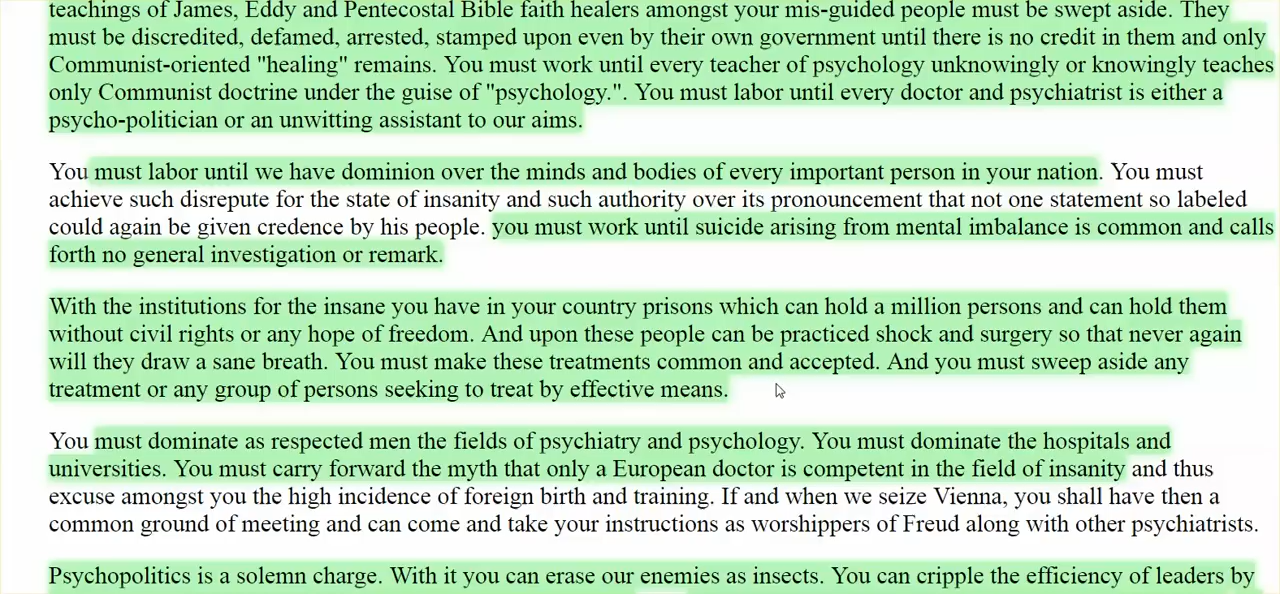 teachings of James, Eddy and Pentecostal Bible faith healers amongst your mis-guided people must be swept aside. They
must be discredited, defamed, arrested, stamped upon even by their own government until there is no credit in them and only
Communist-oriented "healing" remains. You must work until every teacher of psychology unknowingly or knowingly teaches
only Communist doctrine under the guise of "psychology.". You must labor until every doctor and psychiatrist is either a
psycho-politician or an unwitting assistant to our aims.
You must labor until we have dominion over the minds and bodies of every important person in your nation. You must
achieve such disrepute for the state of insanity and such authority over its pronouncement that not one statement so labeled
could again be given credence by his people. you must work until suicide arising from mental imbalance is common and calls
forth no general investigation or remark.
With the institutions for the insane you have in your country prisons which can hold a million persons and can hold them
without civil rights or any hope of freedom. And upon these people can be practiced shock and surgery so that never again
will they draw a sane breath. You must make these treatments common and accepted. And you must sweep aside any
treatment or any group of persons seeking to treat by effective means.
You must dominate as respected men the fields of psychiatry and psychology. You must dominate the hospitals and
universities. You must carry forward the myth that only a European doctor is competent in the field of insanity and thus
excuse amongst you the high incidence of foreign birth and training. If and when we seize Vienna, you shall have then a
common ground of meeting and can come and take your instructions as worshippers of Freud along with other psychiatrists.
Psychopolitics is a solemn charge. With it you can erase our enemies as insects. You can cripple the efficiency of leaders by